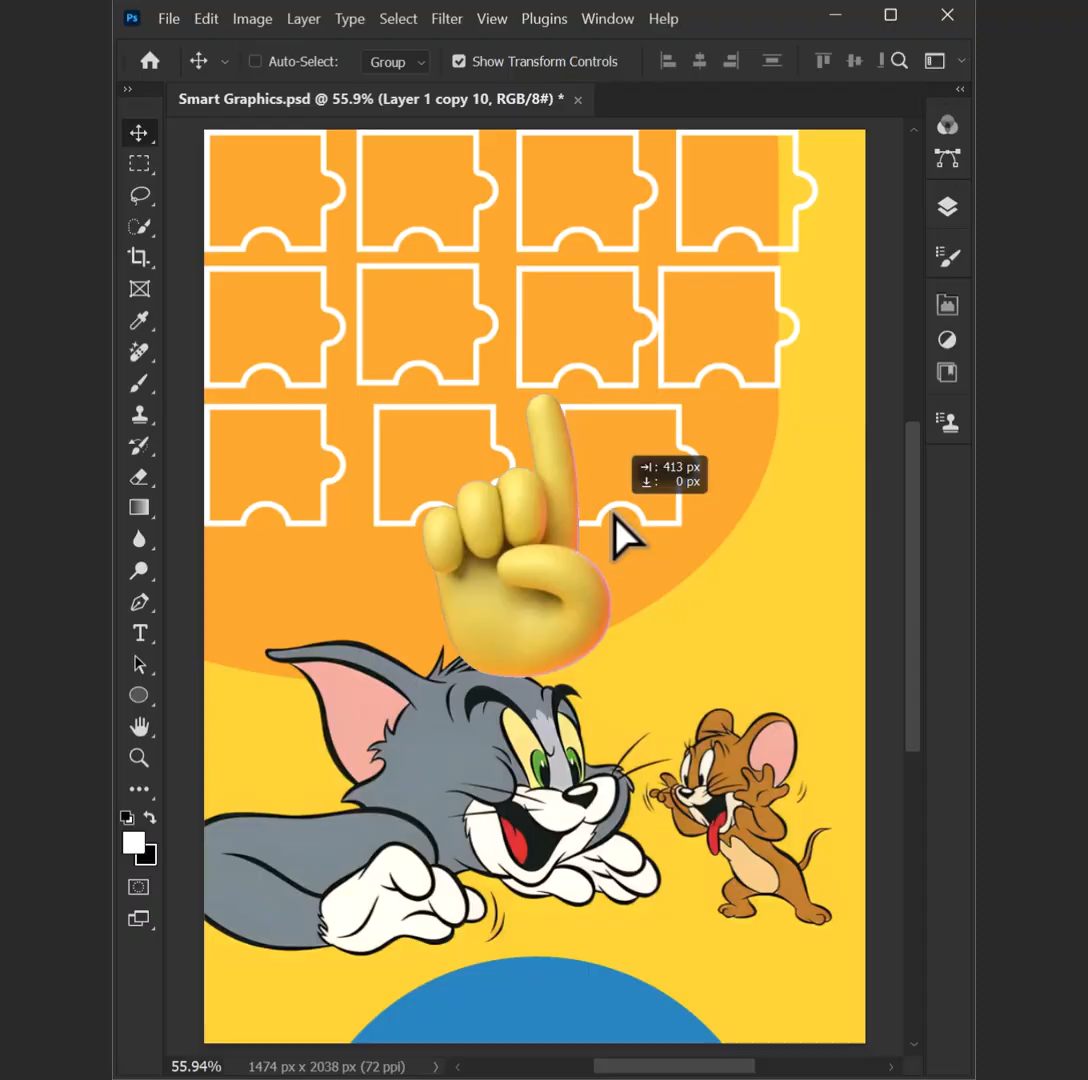 Ps File Edit Image Layer Type Select Filter View Plugins Window Help
Auto-Select: Group Show Transform Controls
Smart Graphics.psd @ 55.9% (Layer 1 copy 10, RGB/8#) *
413 px
0 px
T
55.94% 1474 px x 2038 px (72 ppi)